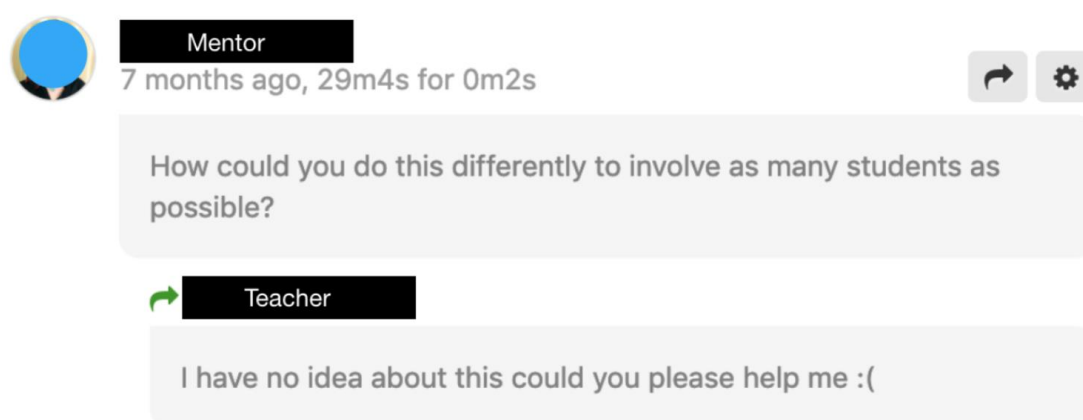 Mentor
7 months ago, 29m4s for 0m2s
How could you do this differently to involve as many students as
possible?
Teacher
I have no idea about this could you please help me :(